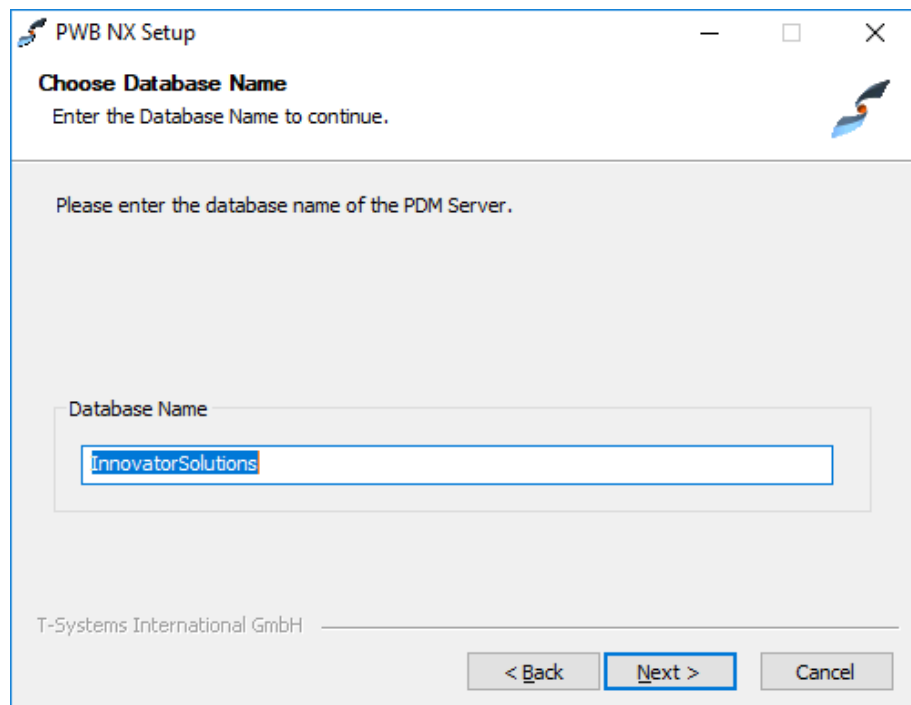 PWB NX Setup
Choose Database Name
Enter the Database Name to continue.
Please enter the database name of the PDM Server.
Database Name
InnovatorSolutions
T-Systems International GmbH
< Back
Next >
Cancel